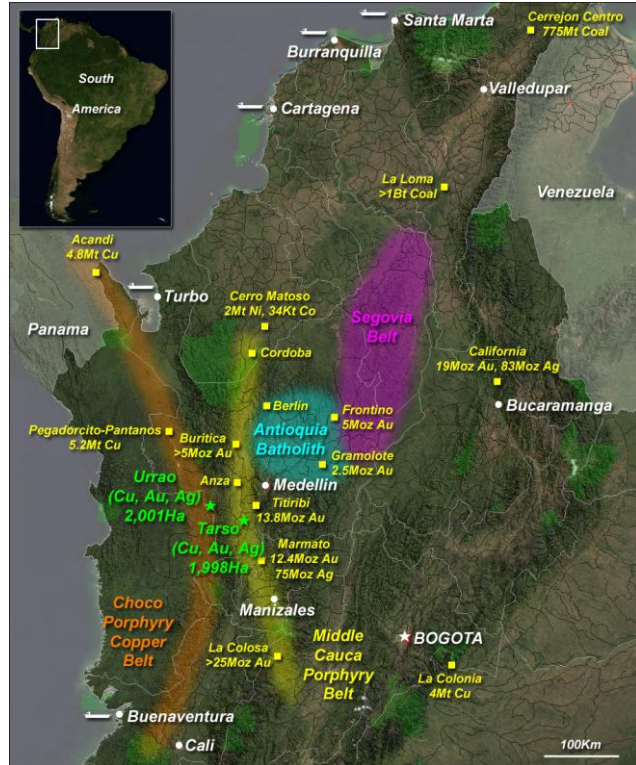 South
America
Santa Marta
Burranquilla
Cerrejon Centro
775Mt Coal
Valledupar
Cartagena
La Loma
>1Bt Coal
Venezuela
Acandi
4.8Mt Cu
Turbo
Panama
Cerro Matoso
2Mt Ni, 34Kt Co
Segovia
Belt
Cordoba
California
19Moz Au, 83Moz Ag
Bucaramanga
Berlin
Frontino
5Moz Au
Pegadorcito-Pantanos
5.2Mt Cu
Buritica
>5Moz Au
Antioquia
Batholith
Gramolote
2.5Moz Au
Anza
Medellin
Urrao
(Cu, Au, Ag)
2,001Ha
Titiribi
13.8Moz Au
Tarso
(Cu, Au, Ag)
1,998Ha
Marmato
12.4Moz Au
75Moz Ag
Choco
Porphyry
Copper
Belt
Manizales
Middle
Cauca
Porphyry
Belt
BOGOTA
La Colosa
>25Moz Au
La Colonia
4Mt Cu
Buenaventura
Cali
100Km